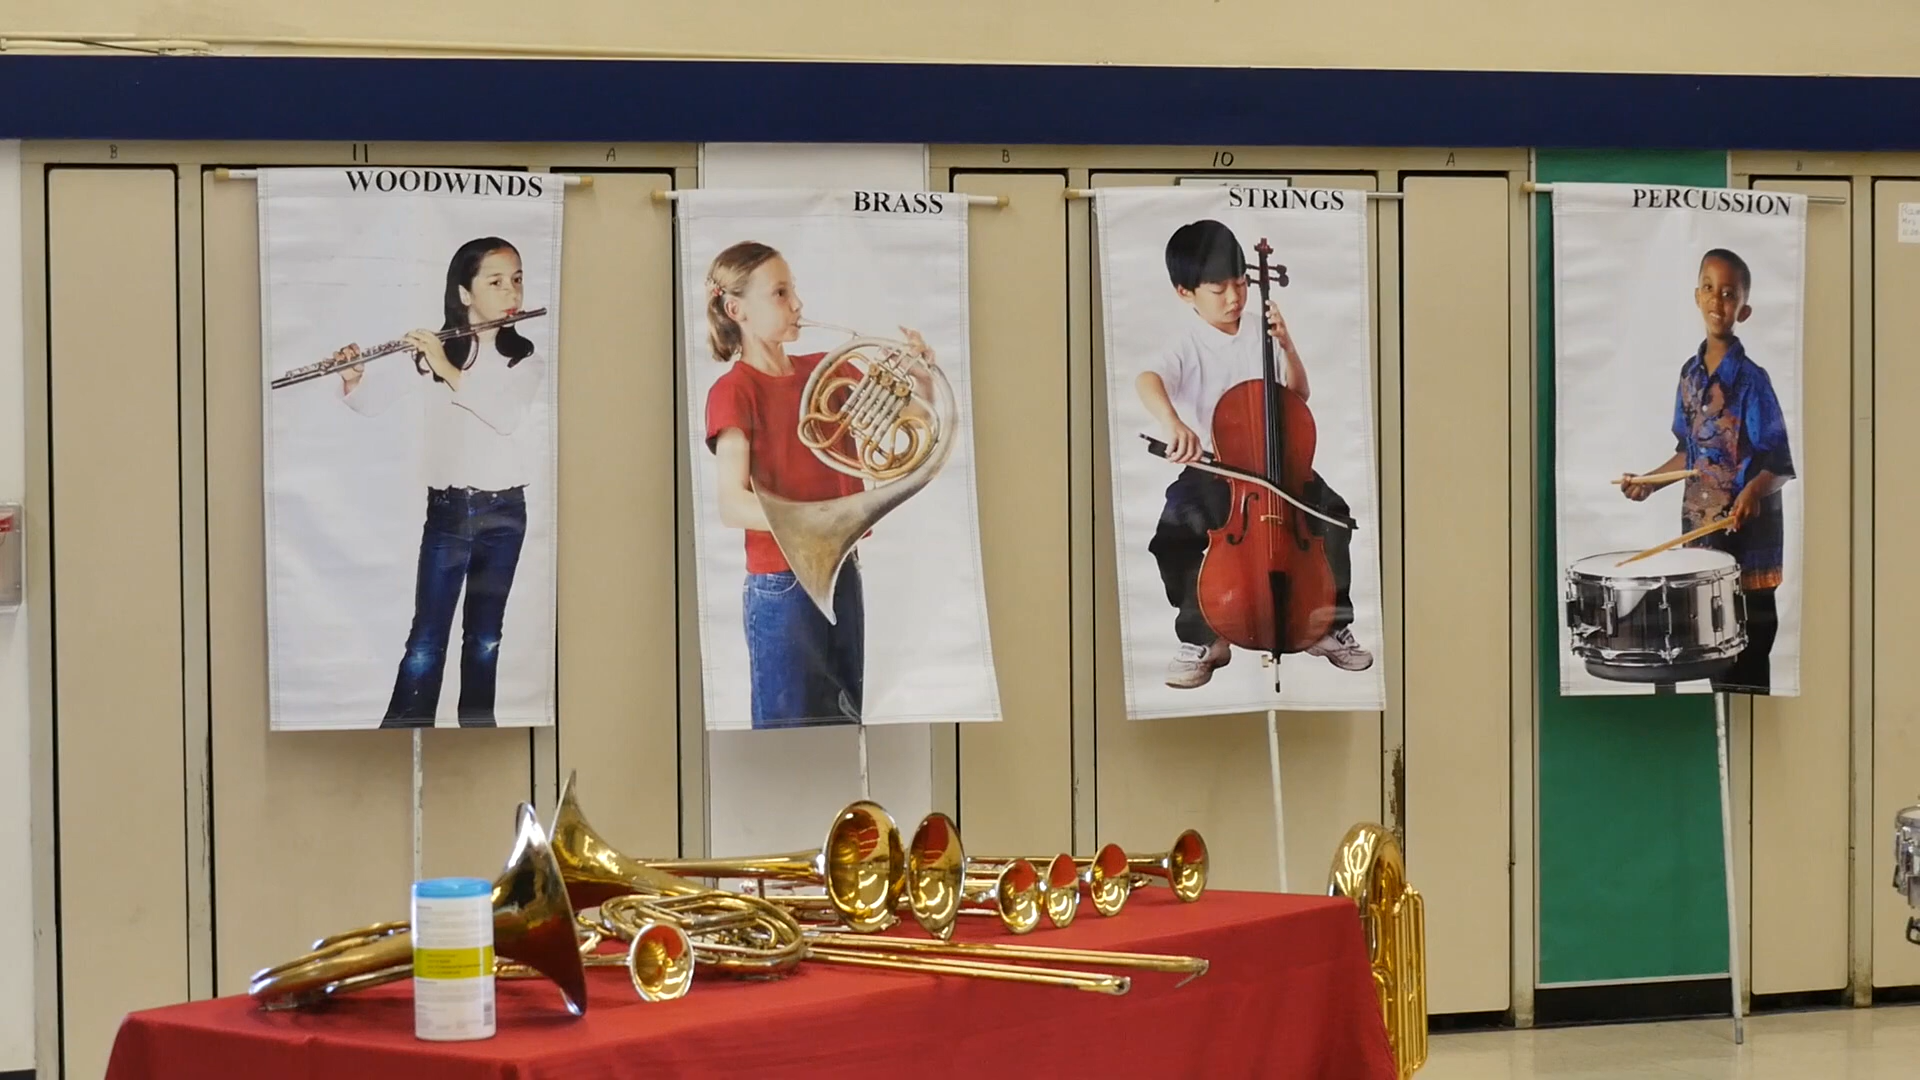 B
11
A
B
10
A
B
WOODWINDS
BRASS
STRINGS
PERCUSSION